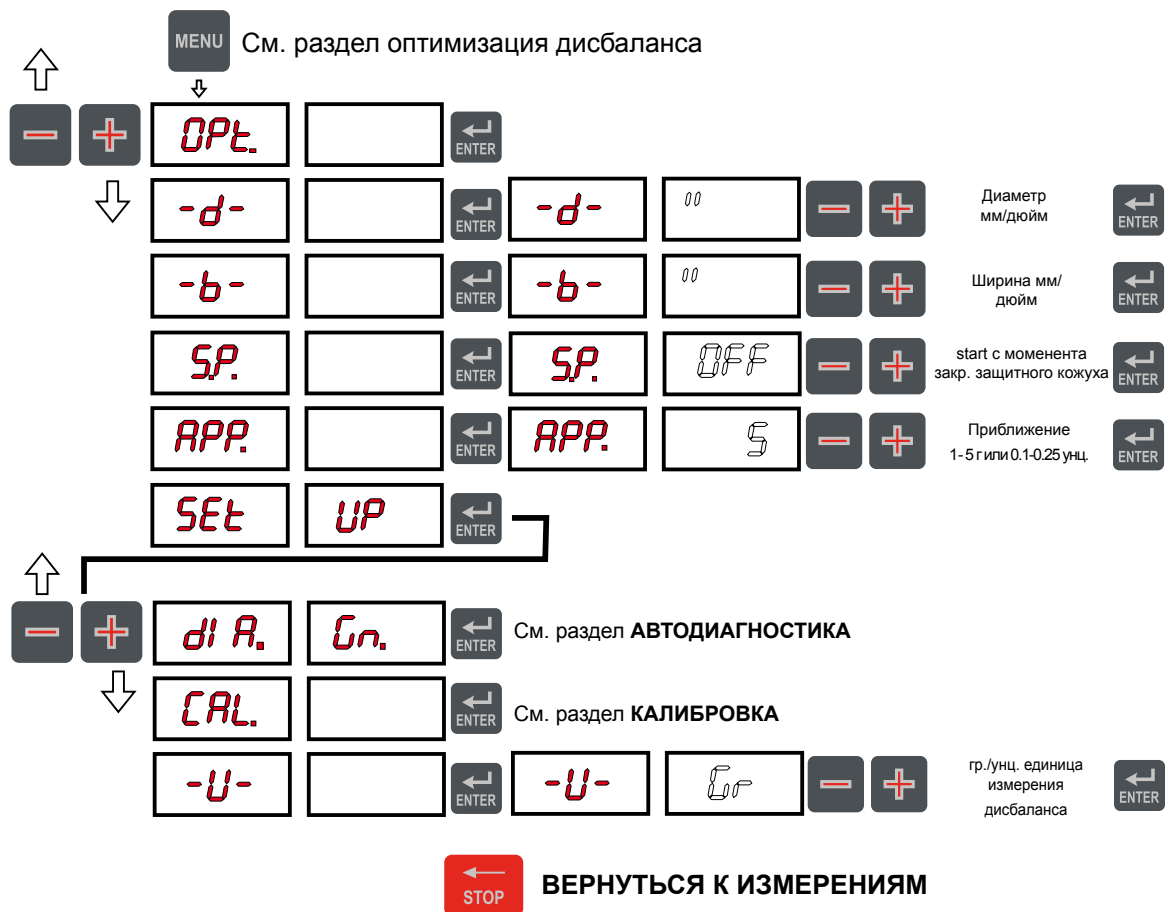 MENU См. раздел оптимизация дисбаланса
OPt. ENTER
-d- ENTER -d- " Диаметр
мм/дюйм ENTER
-b- ENTER -b- " Ширина мм/
дюйм ENTER
S.P. ENTER S.P. OFF start с моменента
закр. защитного кожуха ENTER
APP. ENTER APP. 5 Приближение
1- 5 г или 0.1-0.25 унц. ENTER
SEt UP ENTER
dI A. Gn. ENTER См. раздел АВТОДИАГНОСТИКА
CAL. ENTER См. раздел КАЛИБРОВКА
-U- ENTER -U- Gr гр./унц. единица
измерения
дисбаланса ENTER
STOP ВЕРНУТЬСЯ К ИЗМЕРЕНИЯМ